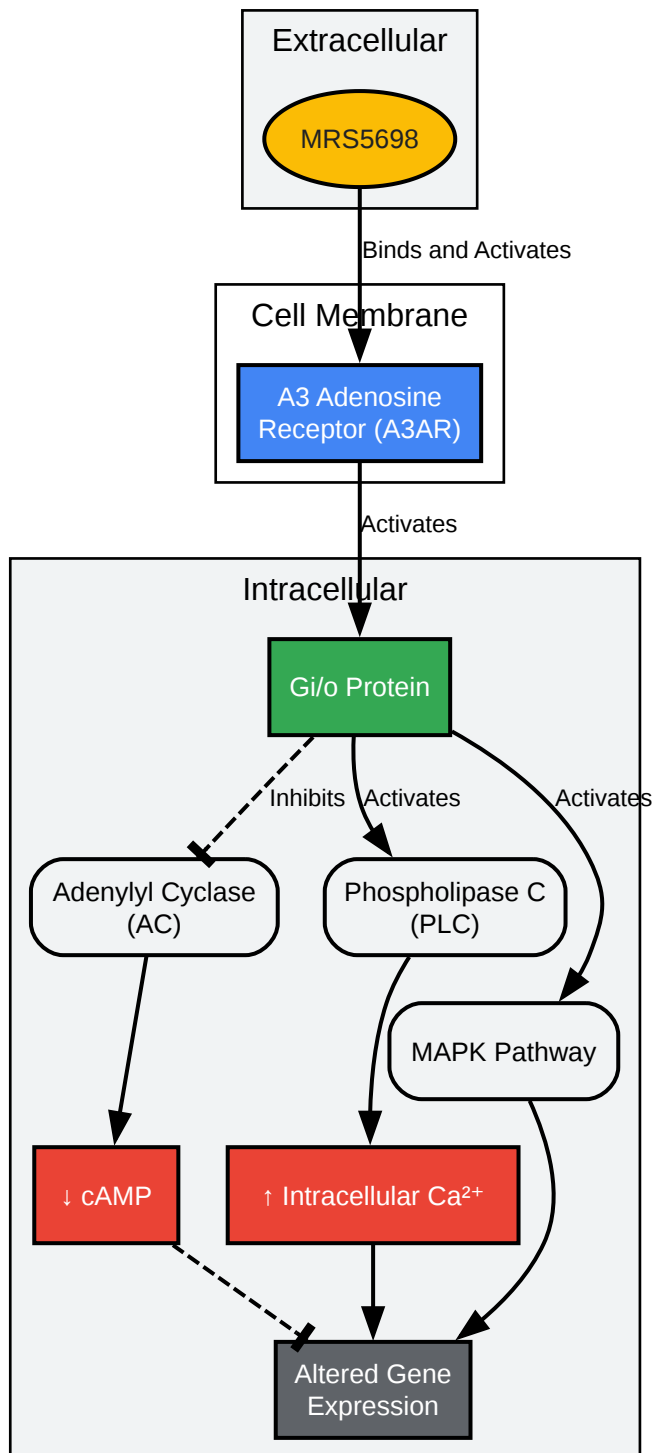 Extracellular
MRS5698
Binds and Activates
Cell Membrane
A3 Adenosine
Receptor (A3AR)
Activates
Intracellular
Gi/o Protein
Inhibits
Activates
Activates
Adenylyl Cyclase
(AC)
Phospholipase C
(PLC)
MAPK Pathway
↓ cAMP
↑ Intracellular Ca²⁺
Altered Gene
Expression